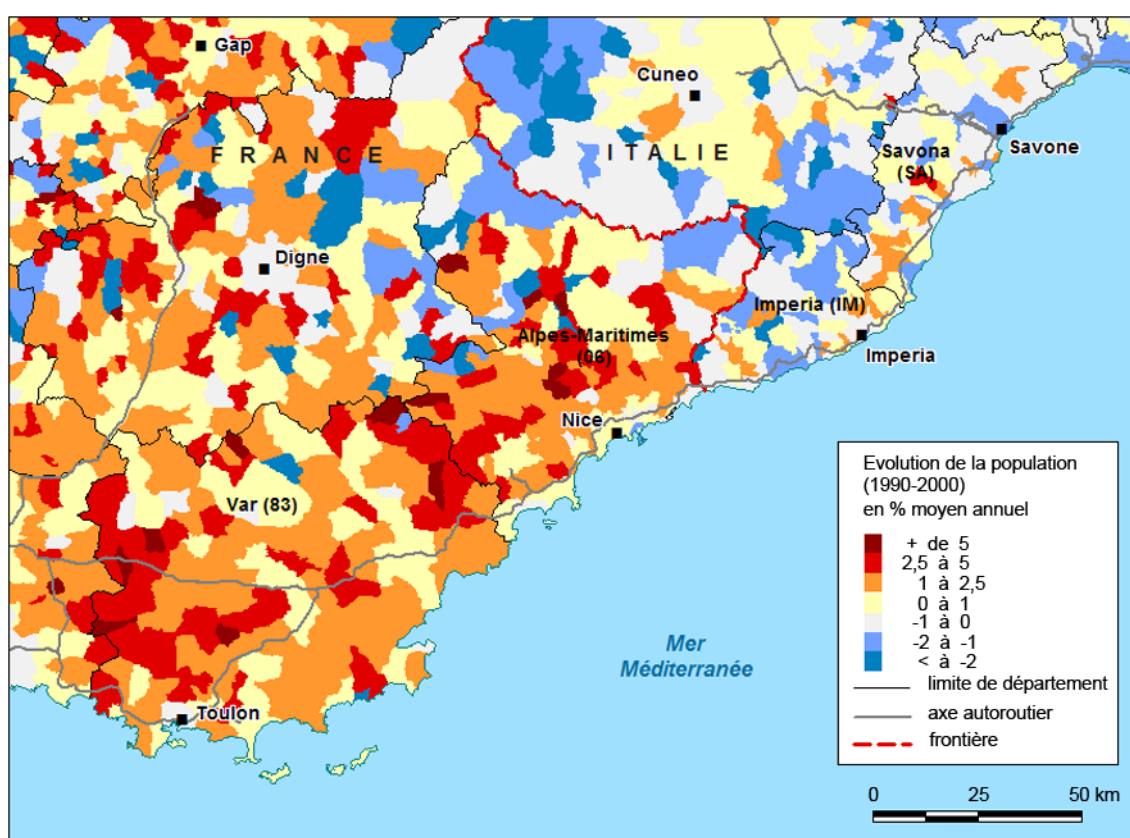 Gap
Cuneo
FRANCE
ITALIE
Savone
Savona
(SA)
Digne
Imperia (IM)
Alpes-Maritimes
(06)
Imperia
Nice
Var (83)
Mer
Méditerranée
Toulon
Evolution de la population
(1990-2000)
en % moyen annuel
+ de 5
2,5 à 5
1 à 2,5
0 à 1
-1 à 0
-2 à -1
< à -2
limite de département
axe autoroutier
frontière
0 25 50 km